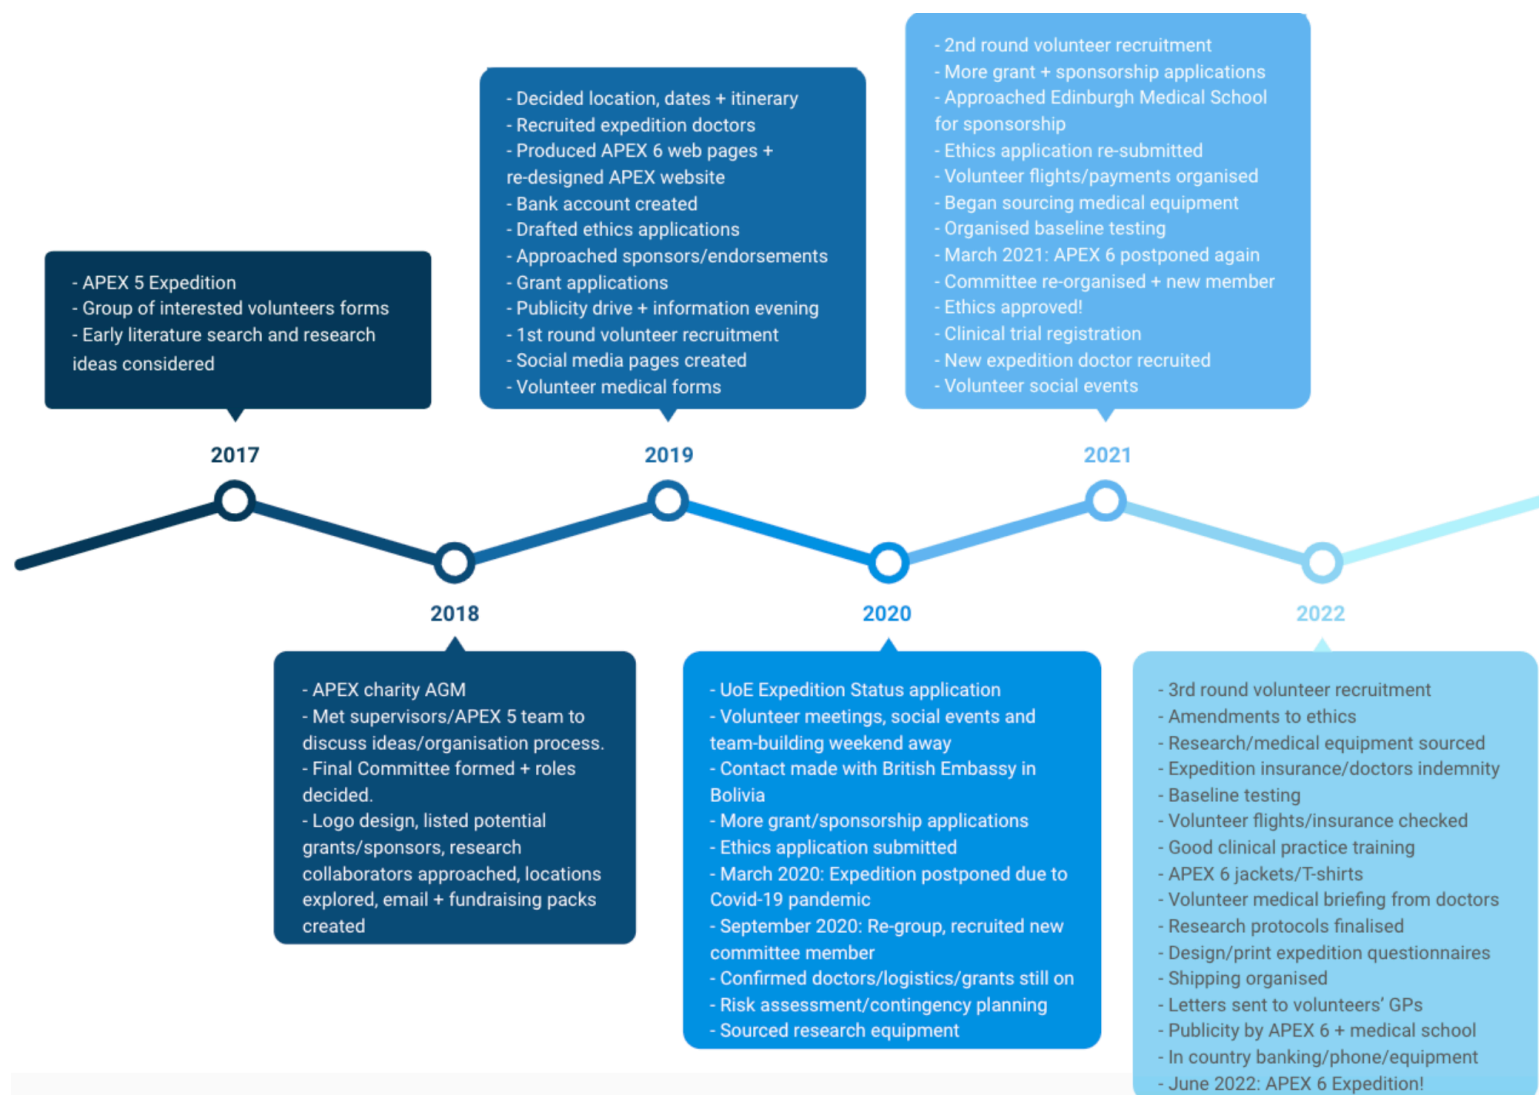 - APEX 5 Expedition
- Group of interested volunteers forms
- Early literature search and research
ideas considered
2017
- APEX charity AGM
- Met supervisors/APEX 5 team to
discuss ideas/organisation process.
- Final Committee formed + roles
decided.
- Logo design, listed potential
grants/sponsors, research
collaborators approached, locations
explored, email + fundraising packs
created
2018
- Decided location, dates + itinerary
- Recruited expedition doctors
- Produced APEX 6 web pages +
re-designed APEX website
- Bank account created
- Drafted ethics applications
- Approached sponsors/endorsements
- Grant applications
- Publicity drive + information evening
- 1st round volunteer recruitment
- Social media pages created
- Volunteer medical forms
2019
- UoE Expedition Status application
- Volunteer meetings, social events and
team-building weekend away
- Contact made with British Embassy in
Bolivia
- More grant/sponsorship applications
- Ethics application submitted
- March 2020: Expedition postponed due to
Covid-19 pandemic
- September 2020: Re-group, recruited new
committee member
- Confirmed doctors/logistics/grants still on
- Risk assessment/contingency planning
- Sourced research equipment
2020
- 2nd round volunteer recruitment
- More grant + sponsorship applications
- Approached Edinburgh Medical School
for sponsorship
- Ethics application re-submitted
- Volunteer flights/payments organised
- Began sourcing medical equipment
- Organised baseline testing
- March 2021: APEX 6 postponed again
- Committee re-organised + new member
- Ethics approved!
- Clinical trial registration
- New expedition doctor recruited
- Volunteer social events
2021
- 3rd round volunteer recruitment
- Amendments to ethics
- Research/medical equipment sourced
- Expedition insurance/doctors indemnity
- Baseline testing
- Volunteer flights/insurance checked
- Good clinical practice training
- APEX 6 jackets/T-shirts
- Volunteer medical briefing from doctors
- Research protocols finalised
- Design/print expedition questionnaires
- Shipping organised
- Letters sent to volunteers' GPs
- Publicity by APEX 6 + medical school
- In country banking/phone/equipment
- June 2022: APEX 6 Expedition!
2022